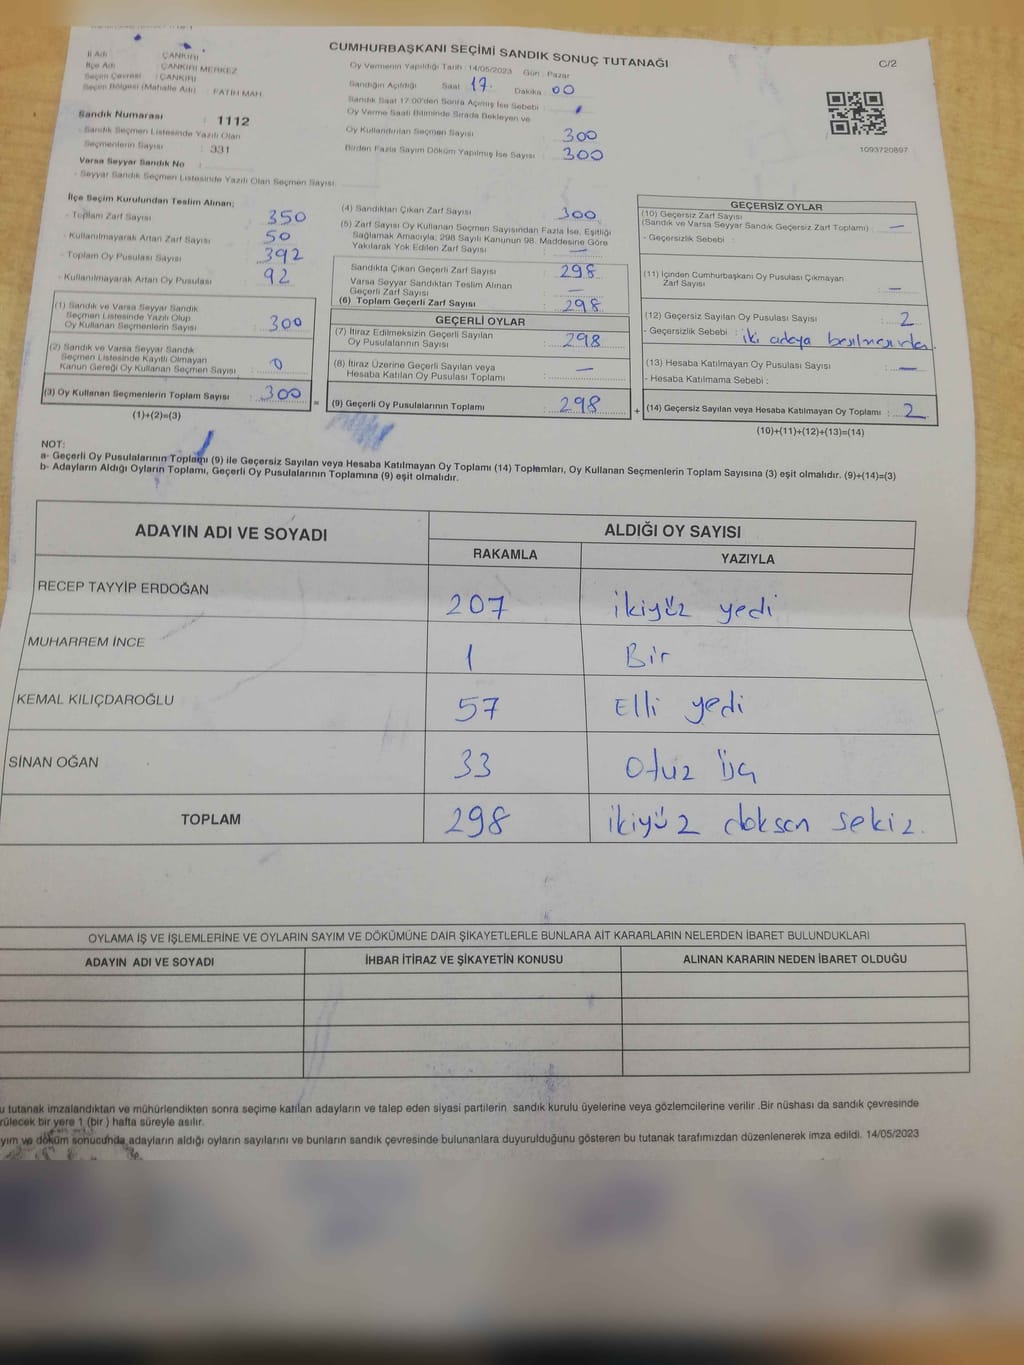 CUMHURBAŞKANI SEÇİMİ SANDIK SONUÇ TUTANAĞI
C/2
İl Adı : ÇANKIRI
İlçe Adı : ÇANKIRI MERKEZ
Seçim Çevresi : ÇANKIRI
Seçim Bölgesi (Mahalle Adı) : FATİH MAH.
Sandık Numarası : 1112
- Sandık Seçmen Listesinde Yazılı Olan
Seçmenlerin Sayısı : 331
Varsa Seyyar Sandık No :
- Seyyar Sandık Seçmen Listesinde Yazılı Olan Seçmen Sayısı:
Oy Vermenin Yapıldığı Tarih : 14/05/2023 Gün : Pazar
Sandığın Açıldığı Saat 17. Dakika 00
Sandık Saat 17:00'den Sonra Açılmış İse Sebebi :
Oy Verme Saati Bitiminde Sırada Bekleyen ve
Oy Kullandırılan Seçmen Sayısı : 300
Birden Fazla Sayım Döküm Yapılmış İse Sayısı : 300
1093720897
İlçe Seçim Kurulundan Teslim Alınan;
- Toplam Zarf Sayısı : 350
- Kullanılmayarak Artan Zarf Sayısı : 50
- Toplam Oy Pusulası Sayısı : 392
- Kullanılmayarak Artan Oy Pusulası : 92
(1) Sandık ve Varsa Seyyar Sandık
Seçmen Listesinde Yazılı Olup
Oy Kullanan Seçmenlerin Sayısı : 300
(2) Sandık ve Varsa Seyyar Sandık
Seçmen Listesinde Kayıtlı Olmayan
Kanun Gereği Oy Kullanan Seçmen Sayısı : 0
(3) Oy Kullanan Seçmenlerin Toplam Sayısı : 300 =
(1)+(2)=(3)
(4) Sandıktan Çıkan Zarf Sayısı : 300
(5) Zarf Sayısı Oy Kullanan Seçmen Sayısından Fazla İse, Eşitliği
Sağlamak Amacıyla, 298 Sayılı Kanunun 98. Maddesine Göre
Yakılarak Yok Edilen Zarf Sayısı : —
Sandıkta Çıkan Geçerli Zarf Sayısı : 298
Varsa Seyyar Sandıktan Teslim Alınan
Geçerli Zarf Sayısı : —
(6) Toplam Geçerli Zarf Sayısı : 298
GEÇERLİ OYLAR
(7) İtiraz Edilmeksizin Geçerli Sayılan
Oy Pusulalarının Sayısı : 298
(8) İtiraz Üzerine Geçerli Sayılan veya
Hesaba Katılan Oy Pusulası Toplamı : —
(9) Geçerli Oy Pusulalarının Toplamı : 298 +
GEÇERSİZ OYLAR
(10) Geçersiz Zarf Sayısı
(Sandık ve Varsa Seyyar Sandık Geçersiz Zarf Toplamı) : —
- Geçersizlik Sebebi :
(11) İçinden Cumhurbaşkanı Oy Pusulası Çıkmayan
Zarf Sayısı : —
(12) Geçersiz Sayılan Oy Pusulası Sayısı : 2
- Geçersizlik Sebebi : iki adaya basılmasından
(13) Hesaba Katılmayan Oy Pusulası Sayısı : —
- Hesaba Katılmama Sebebi :
(14) Geçersiz Sayılan veya Hesaba Katılmayan Oy Toplamı : 2
(10)+(11)+(12)+(13)=(14)
NOT:
a- Geçerli Oy Pusulalarının Toplamı (9) ile Geçersiz Sayılan veya Hesaba Katılmayan Oy Toplamı (14) Toplamları, Oy Kullanan Seçmenlerin Toplam Sayısına (3) eşit olmalıdır. (9)+(14)=(3)
b- Adayların Aldığı Oyların Toplamı, Geçerli Oy Pusulalarının Toplamına (9) eşit olmalıdır.
ADAYIN ADI VE SOYADI ALDIĞI OY SAYISI
RAKAMLA YAZIYLA
RECEP TAYYİP ERDOĞAN 207 ikiyüz yedi
MUHARREM İNCE 1 Bir
KEMAL KILIÇDAROĞLU 57 Elli yedi
SİNAN OĞAN 33 Otuz üç
TOPLAM 298 ikiyüz doksan sekiz.
OYLAMA İŞ VE İŞLEMLERİNE VE OYLARIN SAYIM VE DÖKÜMÜNE DAİR ŞİKAYETLERLE BUNLARA AİT KARARLARIN NELERDEN İBARET BULUNDUKLARI
ADAYIN ADI VE SOYADI İHBAR İTİRAZ VE ŞİKAYETİN KONUSU ALINAN KARARIN NEDEN İBARET OLDUĞU
u tutanak imzalandıktan ve mühürlendikten sonra seçime katılan adayların ve talep eden siyasi partilerin sandık kurulu üyelerine veya gözlemcilerine verilir .Bir nüshası da sandık çevresinde
rülecek bir yere 1 (bir ) hafta süreyle asılır.
yım ve döküm sonucunda adayların aldığı oyların sayılarını ve bunların sandık çevresinde bulunanlara duyurulduğunu gösteren bu tutanak tarafımızdan düzenlenerek imza edildi. 14/05/2023